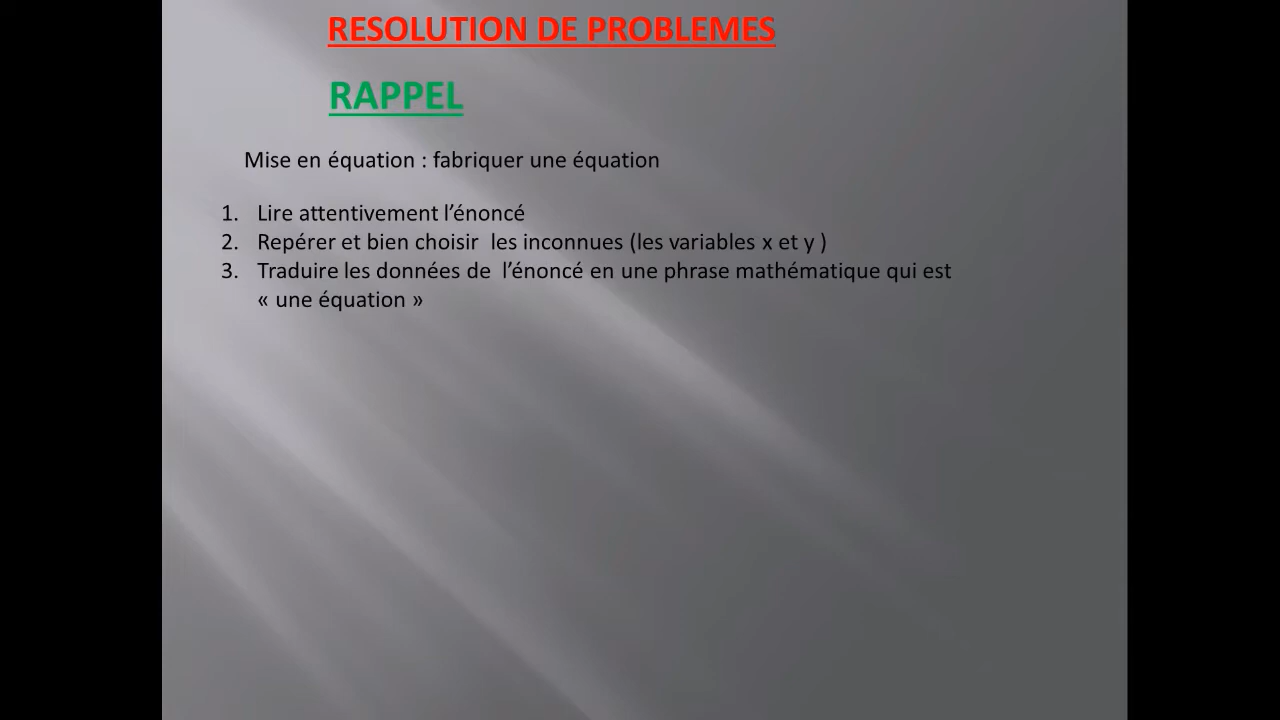 RESOLUTION DE PROBLEMES
RAPPEL
Mise en équation : fabriquer une équation
1. Lire attentivement l’énoncé
2. Repérer et bien choisir les inconnues (les variables x et y )
3. Traduire les données de l’énoncé en une phrase mathématique qui est
« une équation »